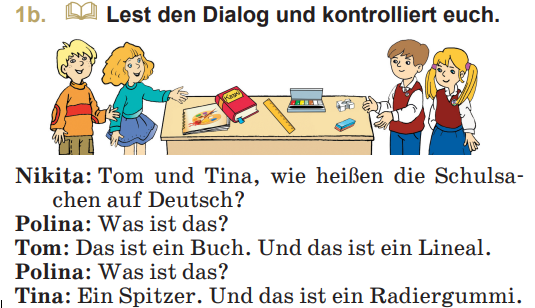 1b. Lest den Dialog und kontrolliert euch.
Nikita: Tom und Tina, wie heißen die Schulsa-
chen auf Deutsch?
Polina: Was ist das?
Tom: Das ist ein Buch. Und das ist ein Lineal.
Polina: Was ist das?
Tina: Ein Spitzer. Und das ist ein Radiergummi.